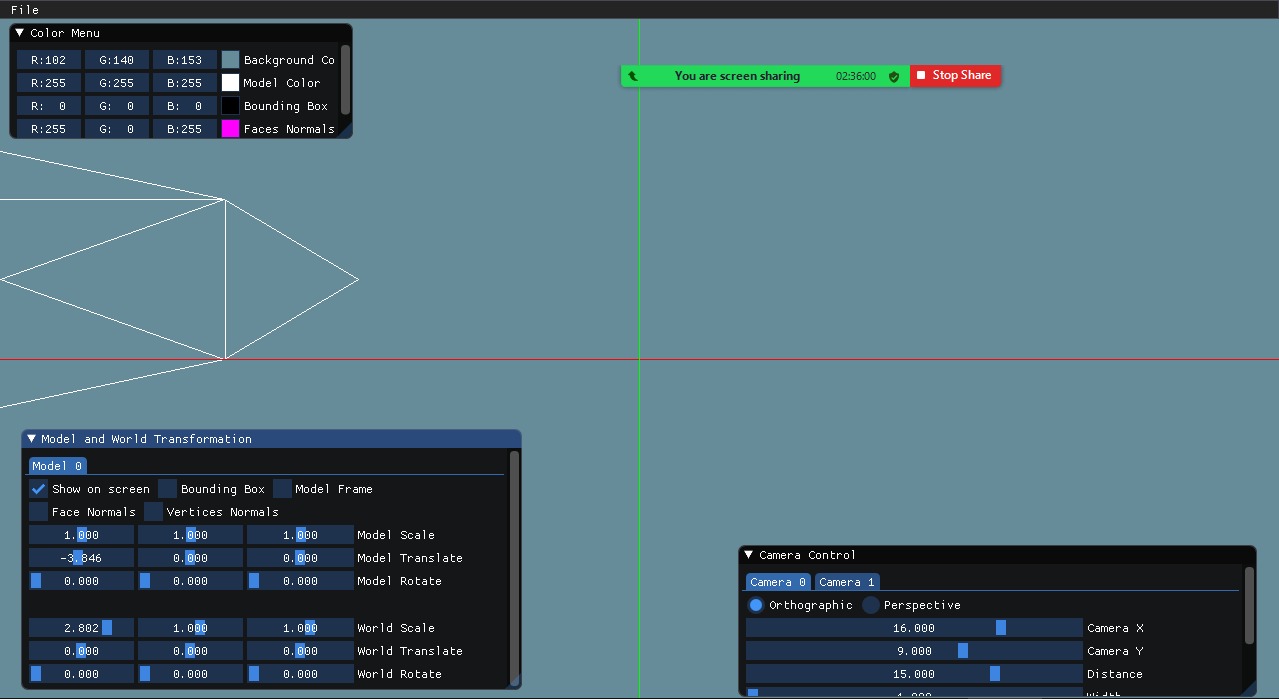 File
Color Menu
R:102 G:140 B:153 Background Co
R:255 G:255 B:255 Model Color
R: 0 G: 0 B: 0 Bounding Box
R:255 G: 0 B:255 Faces Normals
You are screen sharing 02:36:00 Stop Share
Model and World Transformation
Model 0
Show on screen Bounding Box Model Frame
Face Normals Vertices Normals
1.000 1.000 1.000 Model Scale
-3.846 0.000 0.000 Model Translate
0.000 0.000 0.000 Model Rotate
2.802 1.000 1.000 World Scale
0.000 0.000 0.000 World Translate
0.000 0.000 0.000 World Rotate
Camera Control
Camera 0 Camera 1
Orthographic Perspective
16.000 Camera X
9.000 Camera Y
15.000 Distance